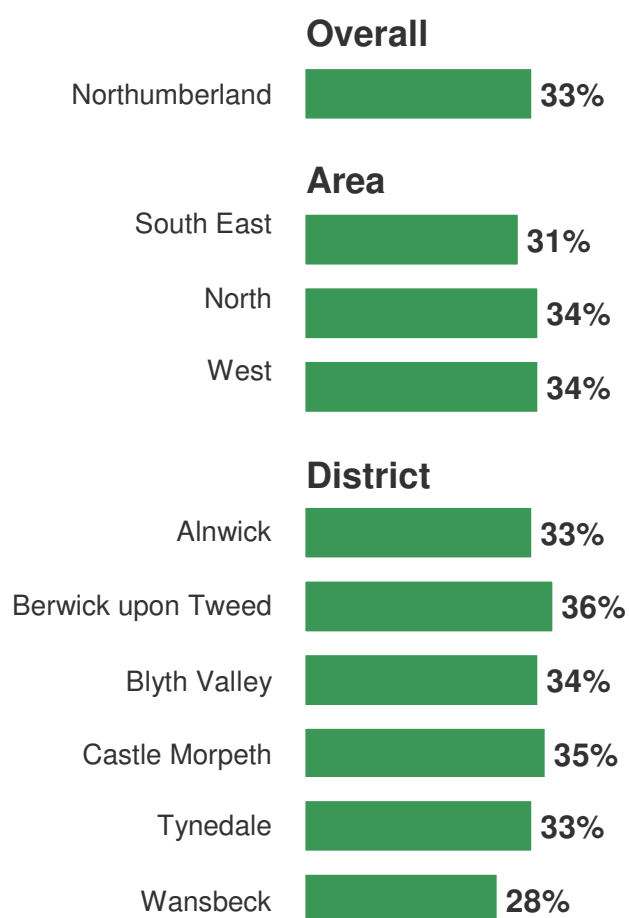 Overall
Northumberland 33%
Area
South East 31%
North 34%
West 34%
District
Alnwick 33%
Berwick upon Tweed 36%
Blyth Valley 34%
Castle Morpeth 35%
Tynedale 33%
Wansbeck 28%